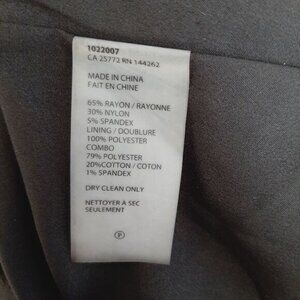 1022007
CA 25772 RN 144262
MADE IN CHINA
FAIT EN CHINE
65% RAYON / RAYONNE
30% NYLON
5% SPANDEX
LINING / DOUBLURE
100% POLYESTER
COMBO
79% POLYESTER
20%COTTON / COTON
1% SPANDEX
DRY CLEAN ONLY
NETTOYER A SEC
SEULEMENT
P